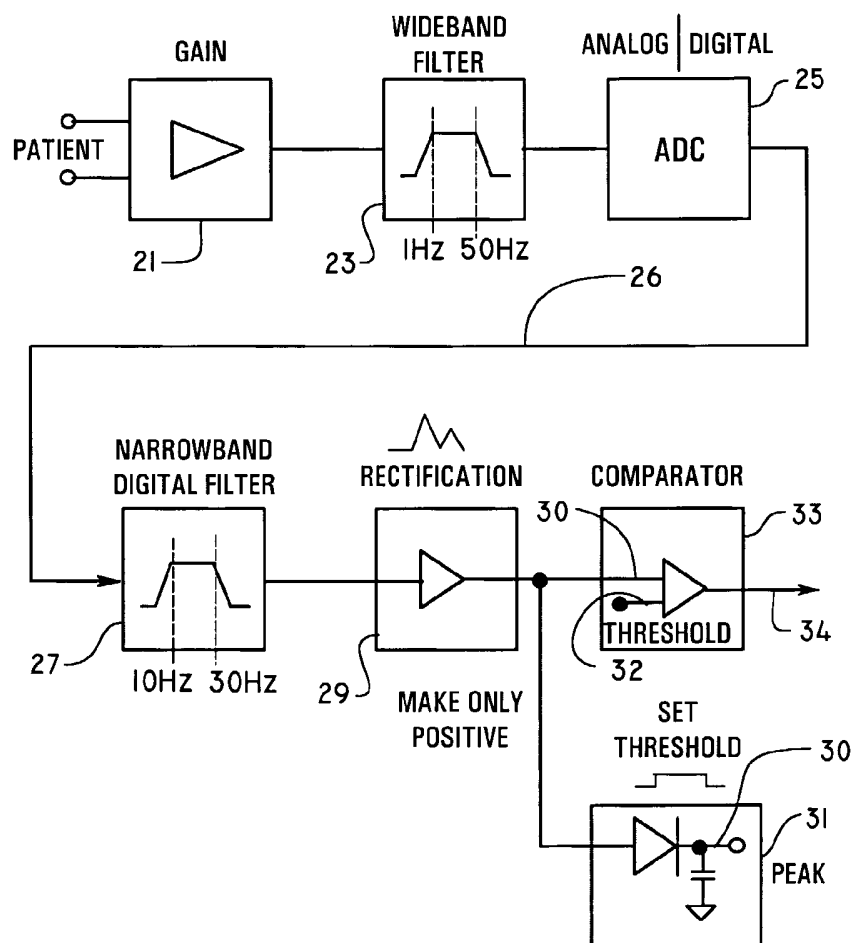 GAIN
WIDEBAND
FILTER
ANALOG | DIGITAL
25
PATIENT
ADC
21
23
1Hz 50Hz
26
NARROWBAND
DIGITAL FILTER
RECTIFICATION
COMPARATOR
30
33
THRESHOLD
34
27
10Hz 30Hz
29
32
MAKE ONLY
POSITIVE
SET
THRESHOLD
30
31
PEAK